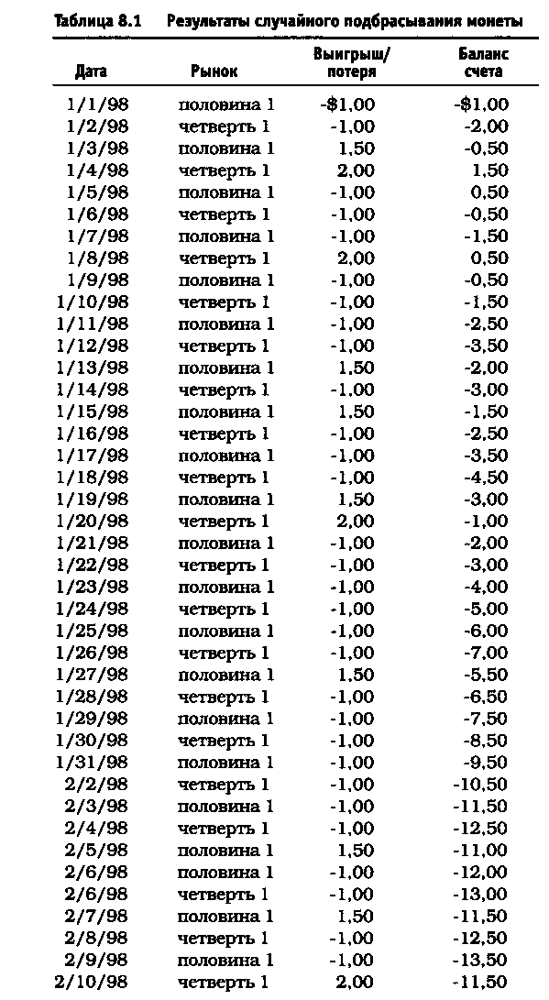 Таблица 8.1 Результаты случайного подбрасывания монеты
Дата Рынок Выигрыш/потеря Баланс счета
1/1/98 половина 1 -$1,00 -$1,00
1/2/98 четверть 1 -1,00 -2,00
1/3/98 половина 1 1,50 -0,50
1/4/98 четверть 1 2,00 1,50
1/5/98 половина 1 -1,00 0,50
1/6/98 четверть 1 -1,00 -0,50
1/7/98 половина 1 -1,00 -1,50
1/8/98 четверть 1 2,00 0,50
1/9/98 половина 1 -1,00 -0,50
1/10/98 четверть 1 -1,00 -1,50
1/11/98 половина 1 -1,00 -2,50
1/12/98 четверть 1 -1,00 -3,50
1/13/98 половина 1 1,50 -2,00
1/14/98 четверть 1 -1,00 -3,00
1/15/98 половина 1 1,50 -1,50
1/16/98 четверть 1 -1,00 -2,50
1/17/98 половина 1 -1,00 -3,50
1/18/98 четверть 1 -1,00 -4,50
1/19/98 половина 1 1,50 -3,00
1/20/98 четверть 1 2,00 -1,00
1/21/98 половина 1 -1,00 -2,00
1/22/98 четверть 1 -1,00 -3,00
1/23/98 половина 1 -1,00 -4,00
1/24/98 четверть 1 -1,00 -5,00
1/25/98 половина 1 -1,00 -6,00
1/26/98 четверть 1 -1,00 -7,00
1/27/98 половина 1 1,50 -5,50
1/28/98 четверть 1 -1,00 -6,50
1/29/98 половина 1 -1,00 -7,50
1/30/98 четверть 1 -1,00 -8,50
1/31/98 половина 1 -1,00 -9,50
2/2/98 четверть 1 -1,00 -10,50
2/3/98 половина 1 -1,00 -11,50
2/4/98 четверть 1 -1,00 -12,50
2/5/98 половина 1 1,50 -11,00
2/6/98 половина 1 -1,00 -12,00
2/6/98 четверть 1 -1,00 -13,00
2/7/98 половина 1 1,50 -11,50
2/8/98 четверть 1 -1,00 -12,50
2/9/98 половина 1 -1,00 -13,50
2/10/98 четверть 1 2,00 -11,50